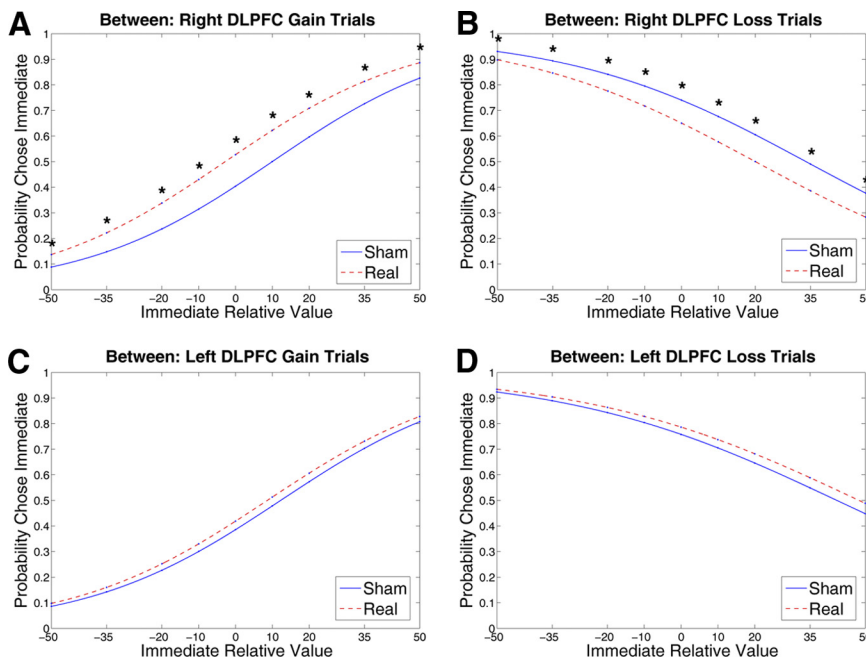 A
Between: Right DLPFC Gain Trials
Probability Chose Immediate
1
0.9
0.8
0.7
0.6
0.5
0.4
0.3
0.2
0.1
0
* * * * * * * * *
Sham
Real
-50 -35 -20 -10 0 10 20 35 50
Immediate Relative Value
B
Between: Right DLPFC Loss Trials
Probability Chose Immediate
1
0.9
0.8
0.7
0.6
0.5
0.4
0.3
0.2
0.1
0
* * * * * * * * *
Sham
Real
-50 -35 -20 -10 0 10 20 35 50
Immediate Relative Value
C
Between: Left DLPFC Gain Trials
Probability Chose Immediate
1
0.9
0.8
0.7
0.6
0.5
0.4
0.3
0.2
0.1
0
Sham
Real
-50 -35 -20 -10 0 10 20 35 50
Immediate Relative Value
D
Between: Left DLPFC Loss Trials
Probability Chose Immediate
1
0.9
0.8
0.7
0.6
0.5
0.4
0.3
0.2
0.1
0
Sham
Real
-50 -35 -20 -10 0 10 20 35 50
Immediate Relative Value